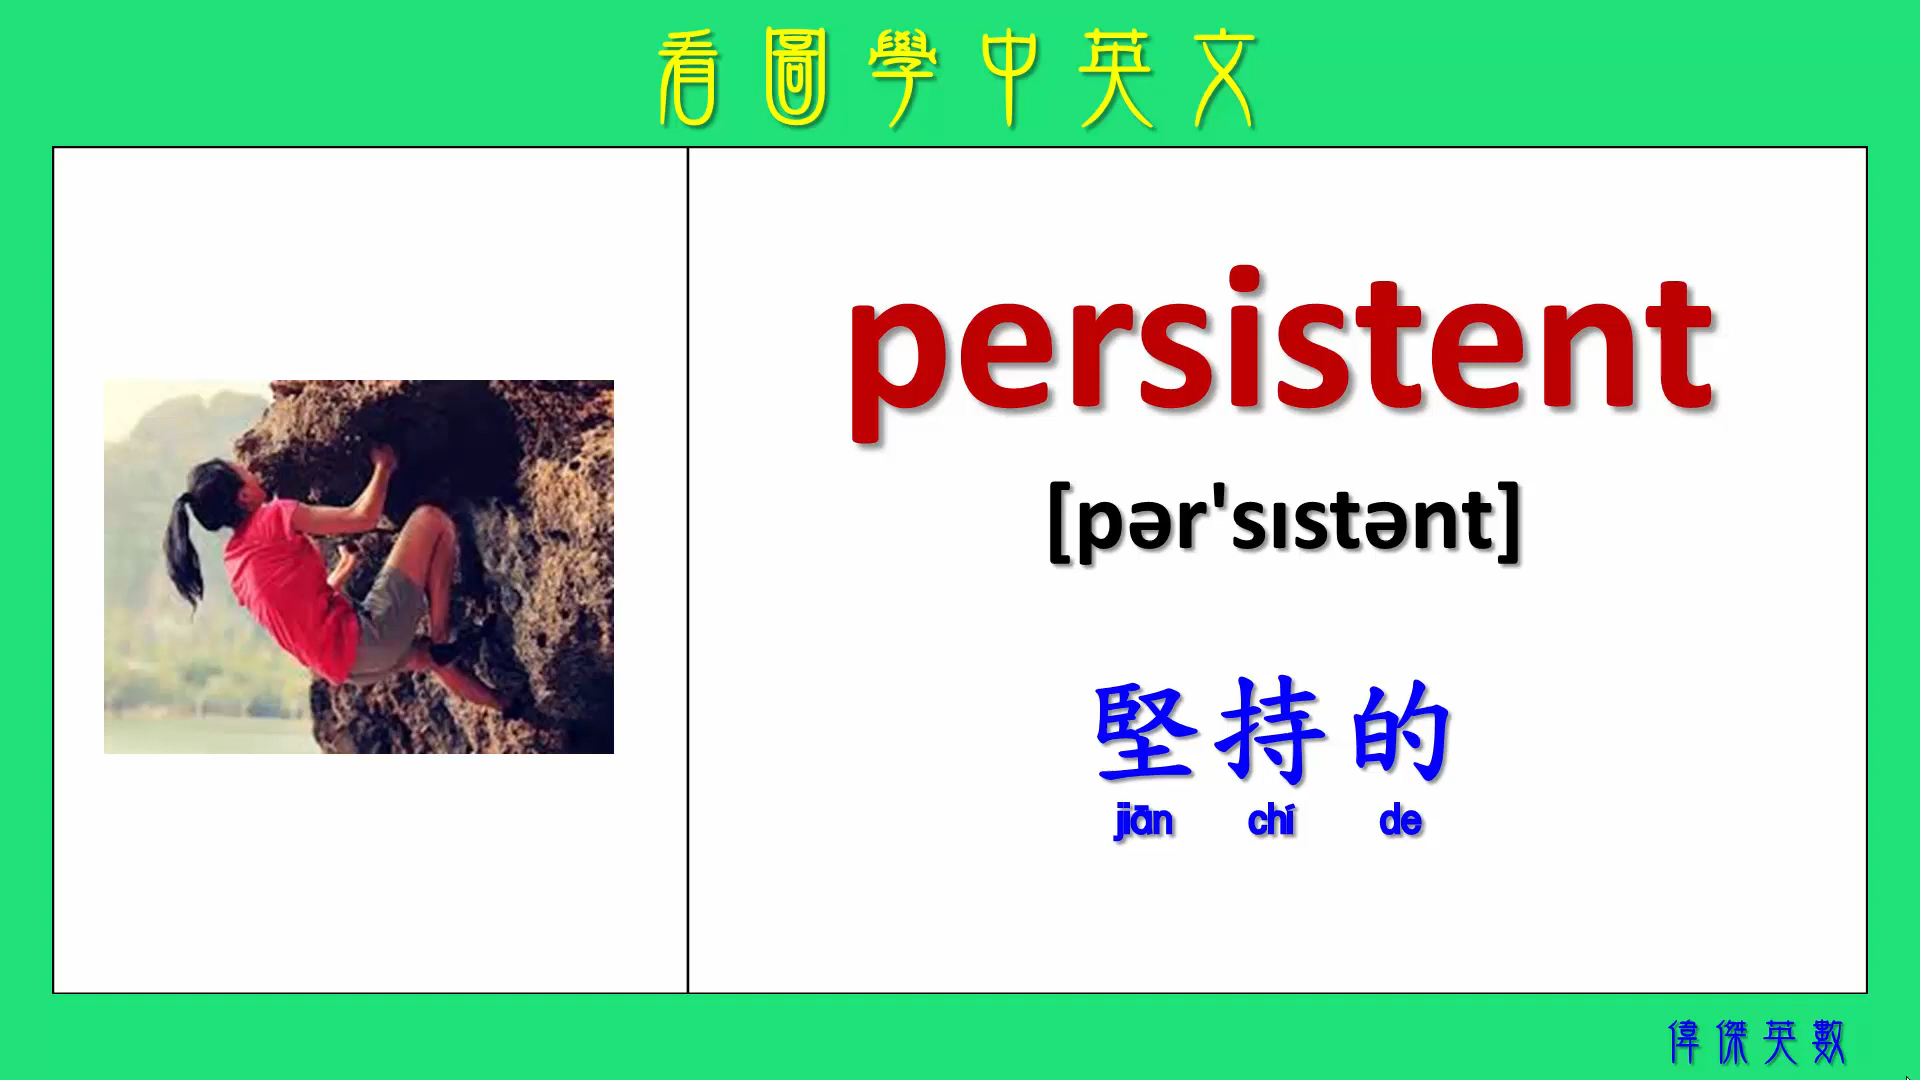 看圖學中英文
persistent
[pər'sɪstənt]
堅持的
jiān chí de
偉傑英數